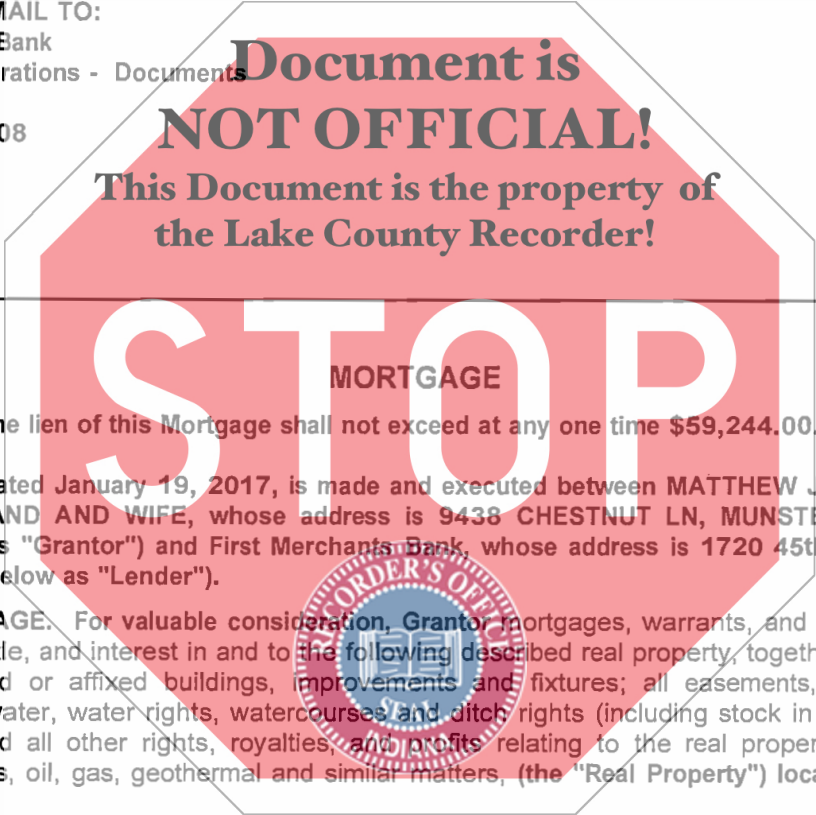 MAIL TO:
Bank
rations - Documents
08
Document is
NOT OFFICIAL!
This Document is the property of
the Lake County Recorder!
STOP
MORTGAGE
e lien of this Mortgage shall not exceed at any one time $59,244.00.
ated January 19, 2017, is made and executed between MATTHEW J
AND AND WIFE, whose address is 9438 CHESTNUT LN, MUNSTE
s "Grantor") and First Merchants Bank, whose address is 1720 45t
elow as "Lender").
AGE. For valuable consideration, Grantor mortgages, warrants, and
le, and interest in and to the following described real property, togeth
d or affixed buildings, improvements and fixtures; all easements,
ater, water rights, watercourses and ditch rights (including stock in
d all other rights, royalties, and profits relating to the real proper
s, oil, gas, geothermal and similar matters, (the "Real Property") loca
RECORDER'S OFFICE
SEAL
INDIANA